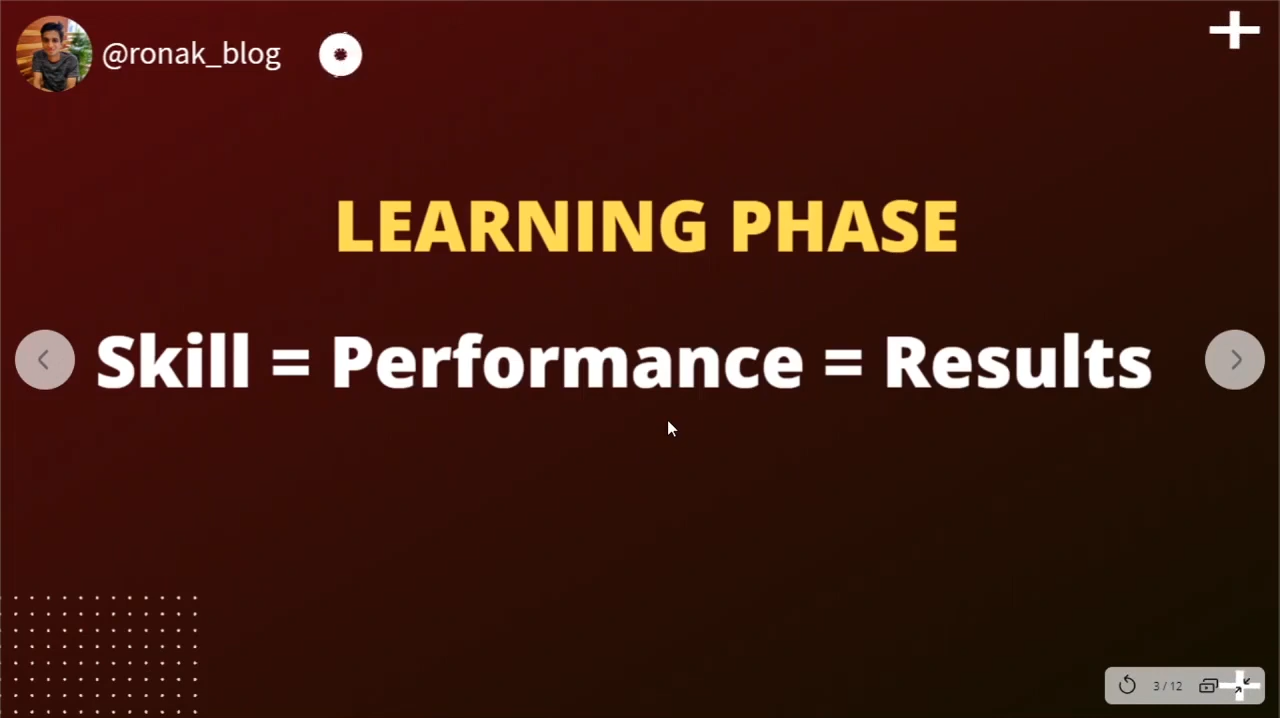 @ronak_blog
LEARNING PHASE
Skill = Performance = Results
3 / 12